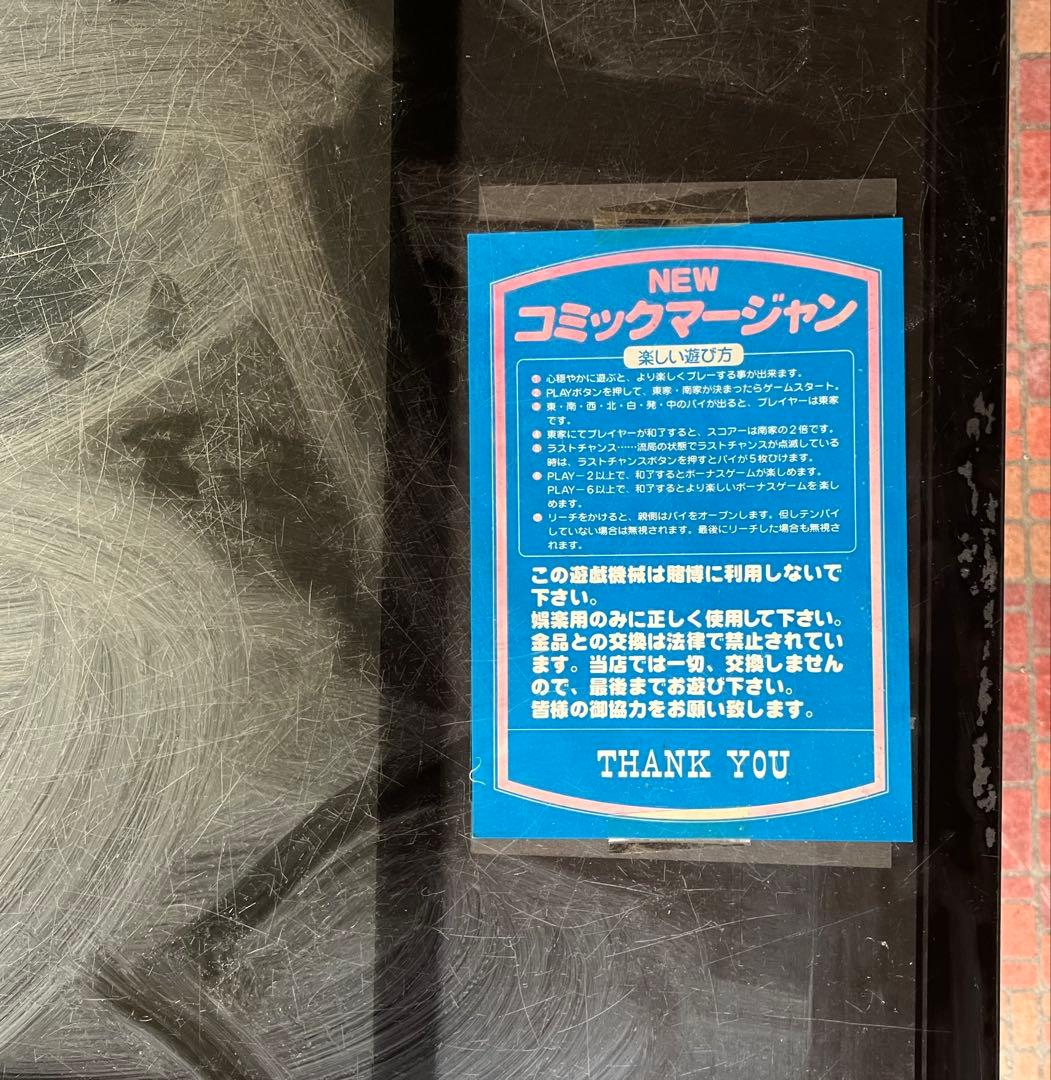 NEW
コミックマージャン
楽しい遊び方
1 心穏やかに遊ぶと、より楽しくプレーする事が出来ます。
2 PLAYボタンを押して、東家・南家が決まったらゲームスタート。
3 東・南・西・北・白・発・中のパイが出ると、プレイヤーは東家
です。
4 東家にてプレイヤーが和了すると、スコアーは南家の2倍です。
5 ラストチャンス……流局の状態でラストチャンスが点滅している
時は、ラストチャンスボタンを押すとパイが5枚ひけます。
6 PLAY－2以上で、和了するとボーナスゲームが楽しめます。
PLAY－6以上で、和了するとより楽しいボーナスゲームを楽し
めます。
7 リーチをかけると、親側はパイをオープンします。但しテンパイ
していない場合は無視されます。最後にリーチした場合も無視さ
れます。
この遊戯機械は賭博に利用しないで
下さい。
娯楽用のみに正しく使用して下さい。
金品との交換は法律で禁止されてい
ます。当店では一切、交換しません
ので、最後までお遊び下さい。
皆様の御協力をお願い致します。
THANK YOU